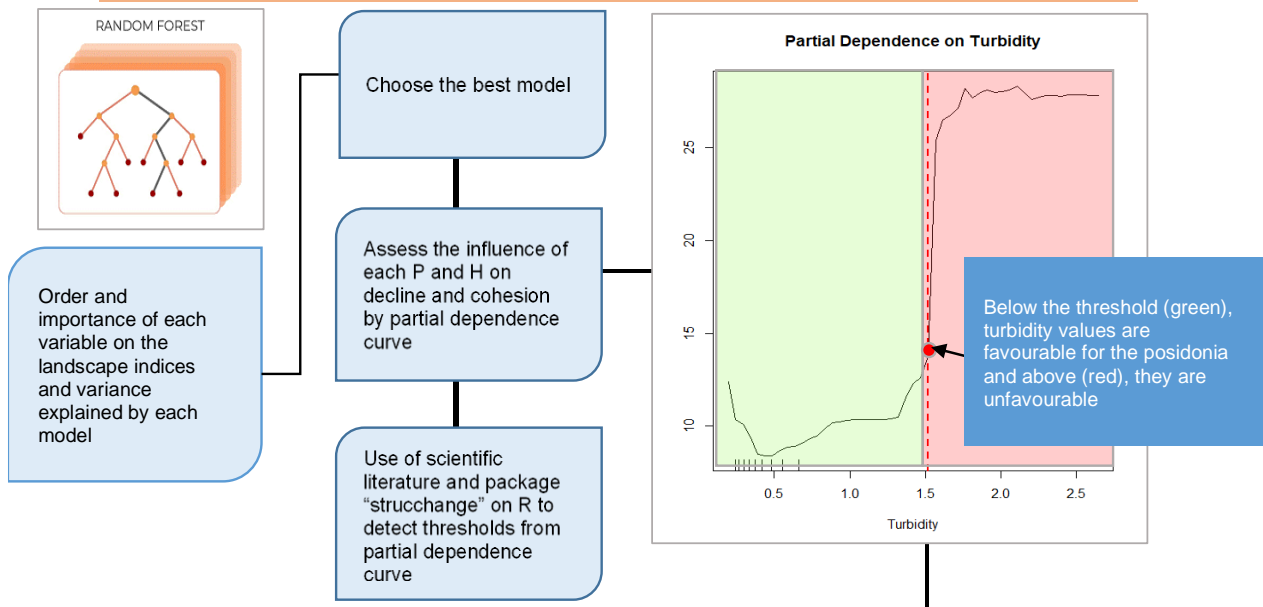 RANDOM FOREST
Choose the best model
Order and
importance of each
variable on the
landscape indices
and variance
explained by each
model
Assess the influence of
each P and H on
decline and cohesion
by partial dependence
curve
Use of scientific
literature and package
“strucchange” on R to
detect thresholds from
partial dependence
curve
Partial Dependence on Turbidity
25
20
15
10
0.5 1.0 1.5 2.0 2.5
Turbidity
Below the threshold (green),
turbidity values are
favourable for the posidonia
and above (red), they are
unfavourable